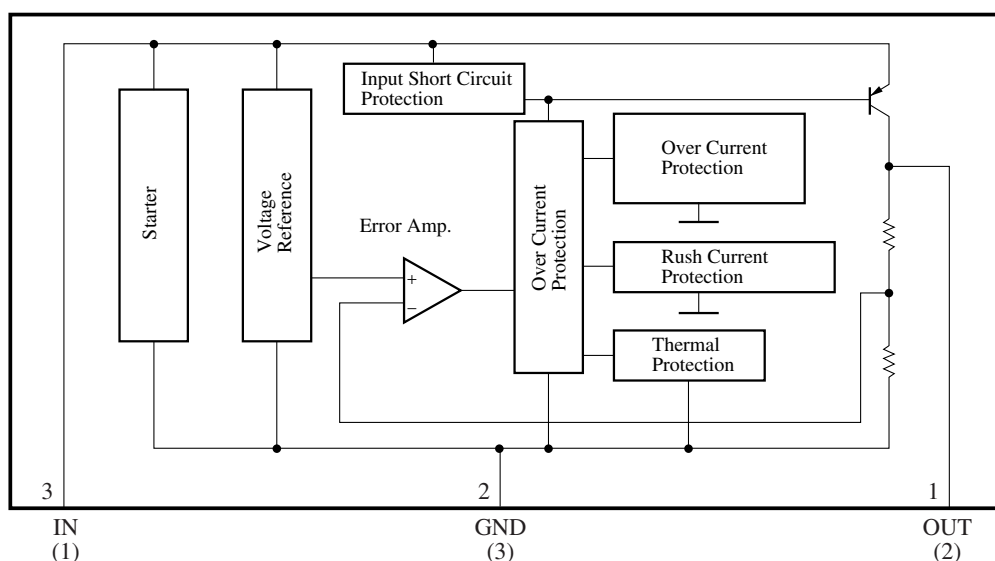 Input Short Circuit
Protection
Over Current
Protection
Starter
Voltage
Reference
Error Amp.
+
−
Over Current
Protection
Rush Current
Protection
Thermal
Protection
3
2
1
IN
GND
OUT
(1)
(3)
(2)